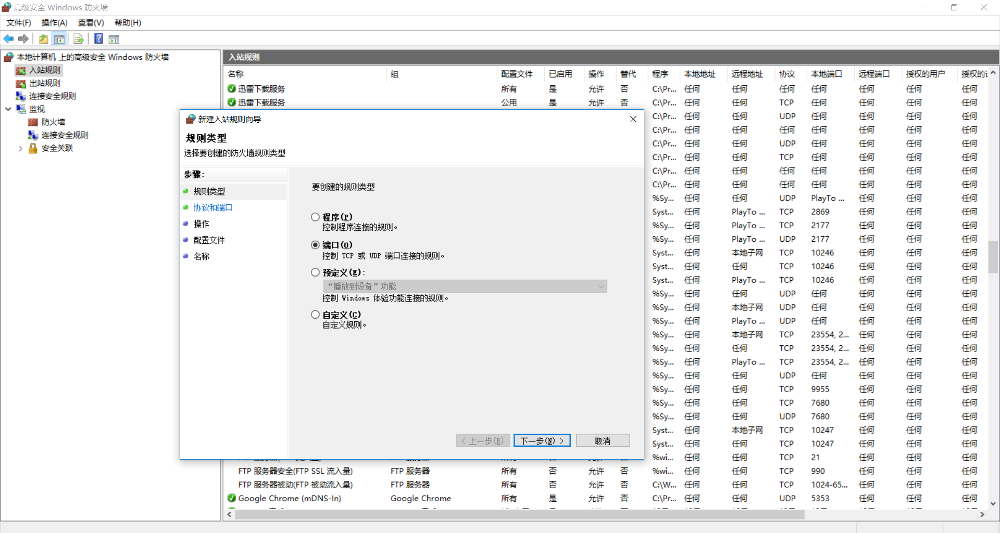 高级安全 Windows 防火墙
文件(F) 操作(A) 查看(V) 帮助(H)
本地计算机 上的高级安全 Windows 防火墙
入站规则
出站规则
连接安全规则
监视
防火墙
连接安全规则
安全关联
入站规则
名称 组 配置文件 已启用 操作 替代 程序 本地地址 远程地址 协议 本地端口 远程端口 授权的用户 授权的
迅雷下载服务 所有 是 允许 否 C:\Pr... 任何 任何 任何 任何 任何 任何 任何
迅雷下载服务 公用 是 允许 否 C:\Pr... 任何 任何 TCP 任何 任何 任何 任何
C:\Pr... 任何 任何 UDP 任何 任何 任何 任何
C:\Pr... 任何 任何 任何 任何 任何 任何 任何
C:\Pr... 任何 任何 UDP 任何 任何 任何 任何
C:\Pr... 任何 任何 TCP 任何 任何 任何 任何
C:\Pr... 任何 任何 任何 任何 任何 任何 任何
C:\Pr... 任何 任何 任何 任何 任何 任何 任何
%Sy... 任何 任何 UDP PlayTo ... 任何 任何 任何
Syst... 任何 PlayTo ... TCP 2869 任何 任何 任何
%Sy... 任何 PlayTo ... TCP 2177 任何 任何 任何
%Sy... 任何 PlayTo ... UDP 2177 任何 任何 任何
Syst... 任何 本地子网 TCP 10246 任何 任何 任何
Syst... 任何 任何 TCP 10246 任何 任何 任何
Syst... 任何 PlayTo ... TCP 10246 任何 任何 任何
%Sy... 任何 任何 UDP 任何 任何 任何 任何
%Sy... 任何 本地子网 UDP 任何 任何 任何 任何
%Sy... 任何 PlayTo ... UDP 任何 任何 任何 任何
%Sy... 任何 本地子网 TCP 23554, 2... 任何 任何 任何
%Sy... 任何 任何 TCP 23554, 2... 任何 任何 任何
%Sy... 任何 PlayTo ... TCP 23554, 2... 任何 任何 任何
%Sy... 任何 任何 UDP 任何 任何 任何 任何
%Sy... 任何 任何 TCP 9955 任何 任何 任何
%Sy... 任何 任何 TCP 7680 任何 任何 任何
%Sy... 任何 任何 UDP 7680 任何 任何 任何
Syst... 任何 本地子网 TCP 10247 任何 任何 任何
Syst... 任何 任何 TCP 10247 任何 任何 任何
%wi... 任何 任何 TCP 21 任何 任何 任何
FTP 服务器安全(FTP SSL 流入量) FTP 服务器 所有 否 允许 否 %wi... 任何 任何 TCP 990 任何 任何 任何
FTP 服务器被动(FTP 被动流入量) FTP 服务器 所有 否 允许 否 C:\W... 任何 任何 TCP 1024-65... 任何 任何 任何
Google Chrome (mDNS-In) Google Chrome 所有 是 允许 否 C:\Pr... 任何 任何 UDP 5353 任何 任何 任何
新建入站规则向导
规则类型
选择要创建的防火墙规则类型
步骤:
规则类型
协议和端口
操作
配置文件
名称
要创建的规则类型
程序(P)
控制程序连接的规则。
端口(O)
控制 TCP 或 UDP 端口连接的规则。
预定义(E):
“播放到设备”功能
控制 Windows 体验功能连接的规则。
自定义(C)
自定义规则。
< 上一步(B) 下一步(N) > 取消